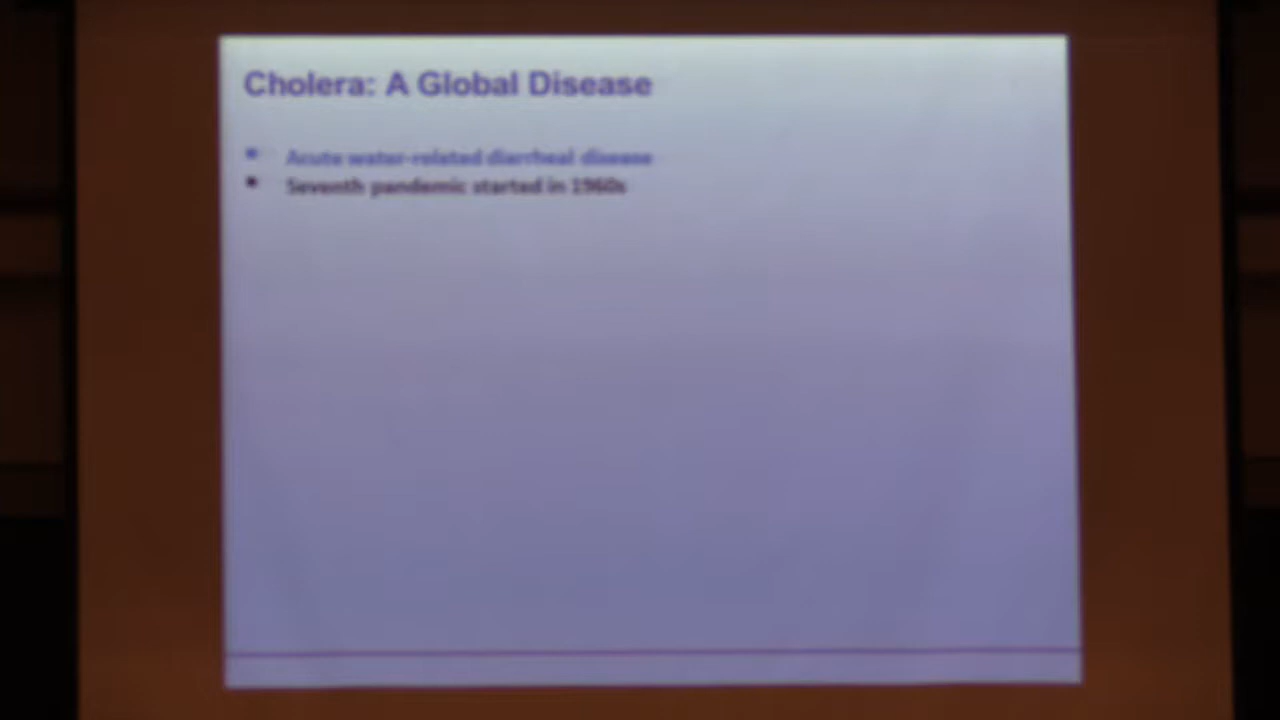 Cholera: A Global Disease
Acute water-related diarrheal disease
Seventh pandemic started in 1960s